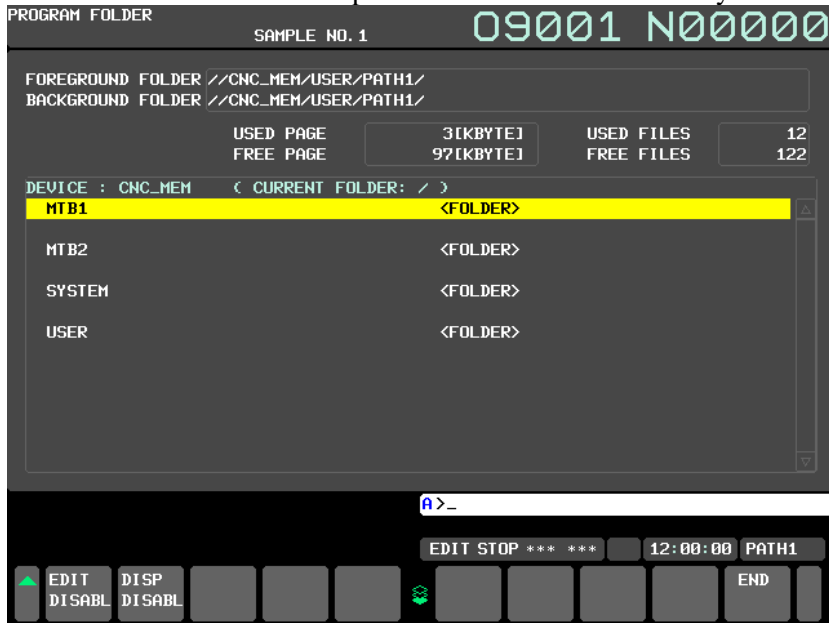 PROGRAM FOLDER
SAMPLE NO.1
O9001 N00000
FOREGROUND FOLDER //CNC_MEM/USER/PATH1/
BACKGROUND FOLDER //CNC_MEM/USER/PATH1/
USED PAGE 3[KBYTE] USED FILES 12
FREE PAGE 97[KBYTE] FREE FILES 122
DEVICE : CNC_MEM ( CURRENT FOLDER: / )
MTB1 <FOLDER>
MTB2 <FOLDER>
SYSTEM <FOLDER>
USER <FOLDER>
A>_
EDIT STOP *** *** 12:00:00 PATH1
EDIT DISP END
DISABL DISABL